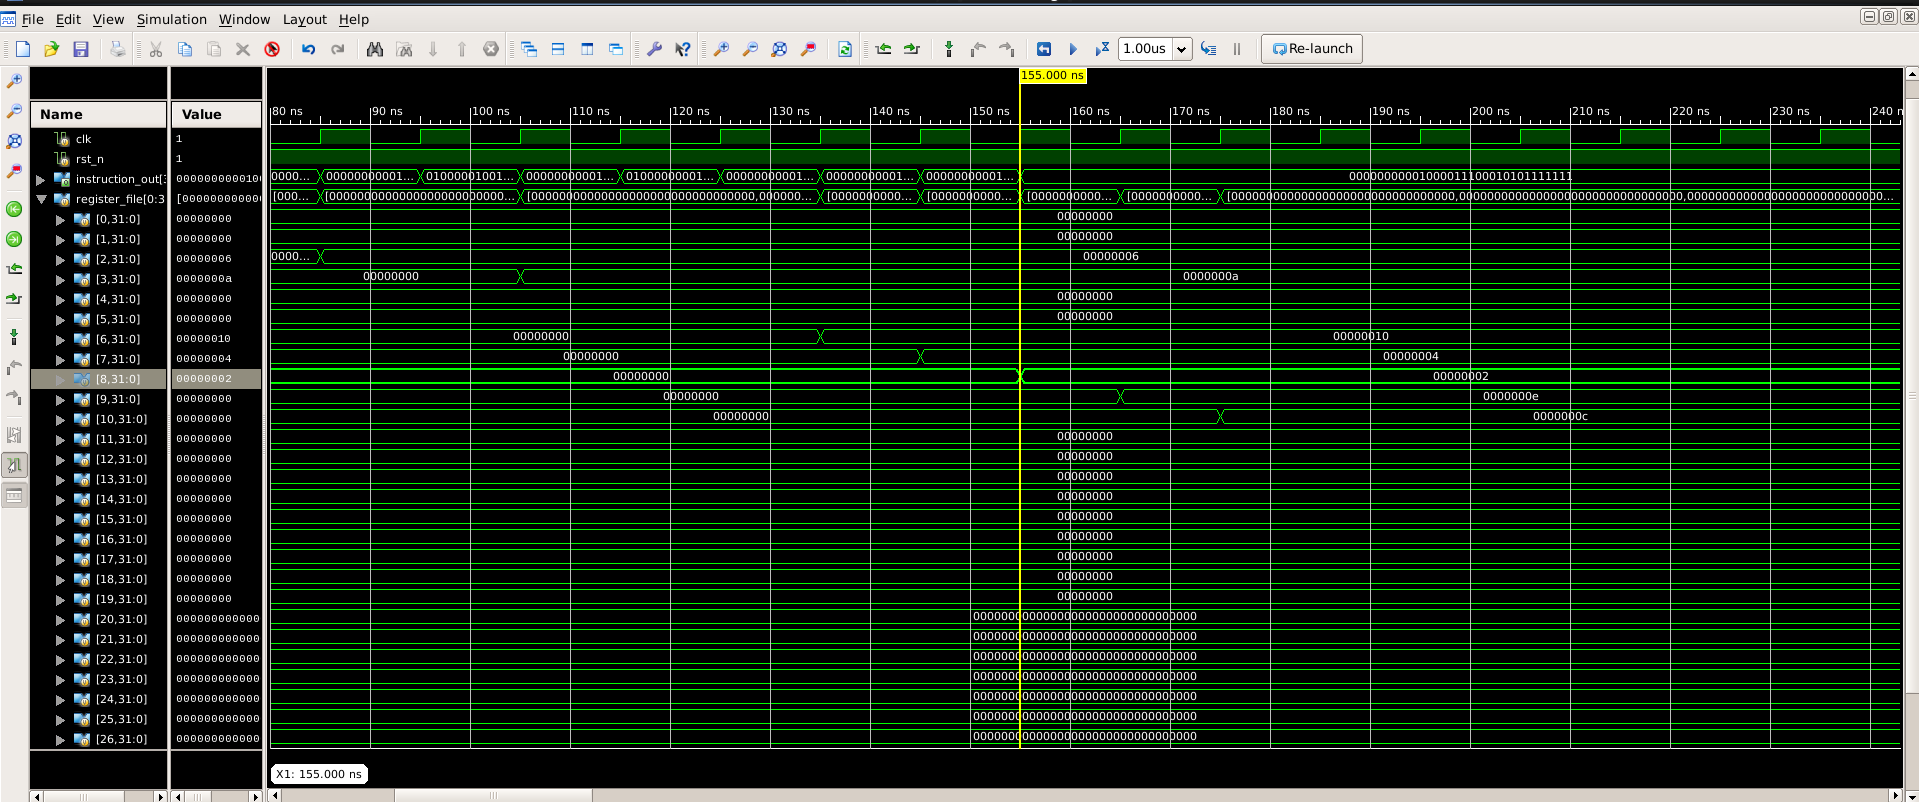 File Edit View Simulation Window Layout Help
1.00us Re-launch
155.000 ns
Name Value
80 ns 90 ns 100 ns 110 ns 120 ns 130 ns 140 ns 150 ns 160 ns 170 ns 180 ns 190 ns 200 ns 210 ns 220 ns 230 ns 240 n
clk 1
rst_n 1
instruction_out[3 000000000010 0000... 00000000001... 01000001001... 00000000001... 01000000001... 00000000001... 00000000001... 00000000001... 00000000010000111000101011111111
register_file[0:3 [00000000000 [000... [0000000000000000000000000... [00000000000000000000000000000000,000000... [0000000000... [0000000000... [0000000000... [0000000000...
[0,31:0] 00000000 00000000
[1,31:0] 00000000 00000000
[2,31:0] 00000006 0000... 00000006
[3,31:0] 0000000a 00000000 0000000a
[4,31:0] 00000000 00000000
[5,31:0] 00000000 00000000
[6,31:0] 00000010 00000000 00000010
[7,31:0] 00000004 00000000 00000004
[8,31:0] 00000002 00000000 00000002
[9,31:0] 00000000 00000000 0000000e
[10,31:0] 00000000 00000000 0000000c
[11,31:0] 00000000 00000000
[12,31:0] 00000000 00000000
[13,31:0] 00000000 00000000
[14,31:0] 00000000 00000000
[15,31:0] 00000000 00000000
[16,31:0] 00000000 00000000
[17,31:0] 00000000 00000000
[18,31:0] 00000000 00000000
[19,31:0] 00000000 00000000
[20,31:0] 000000000000 00000000000000000000000000000000
[21,31:0] 000000000000 00000000000000000000000000000000
[22,31:0] 000000000000 00000000000000000000000000000000
[23,31:0] 000000000000 00000000000000000000000000000000
[24,31:0] 000000000000 00000000000000000000000000000000
[25,31:0] 000000000000 00000000000000000000000000000000
[26,31:0] 000000000000 00000000000000000000000000000000
X1: 155.000 ns